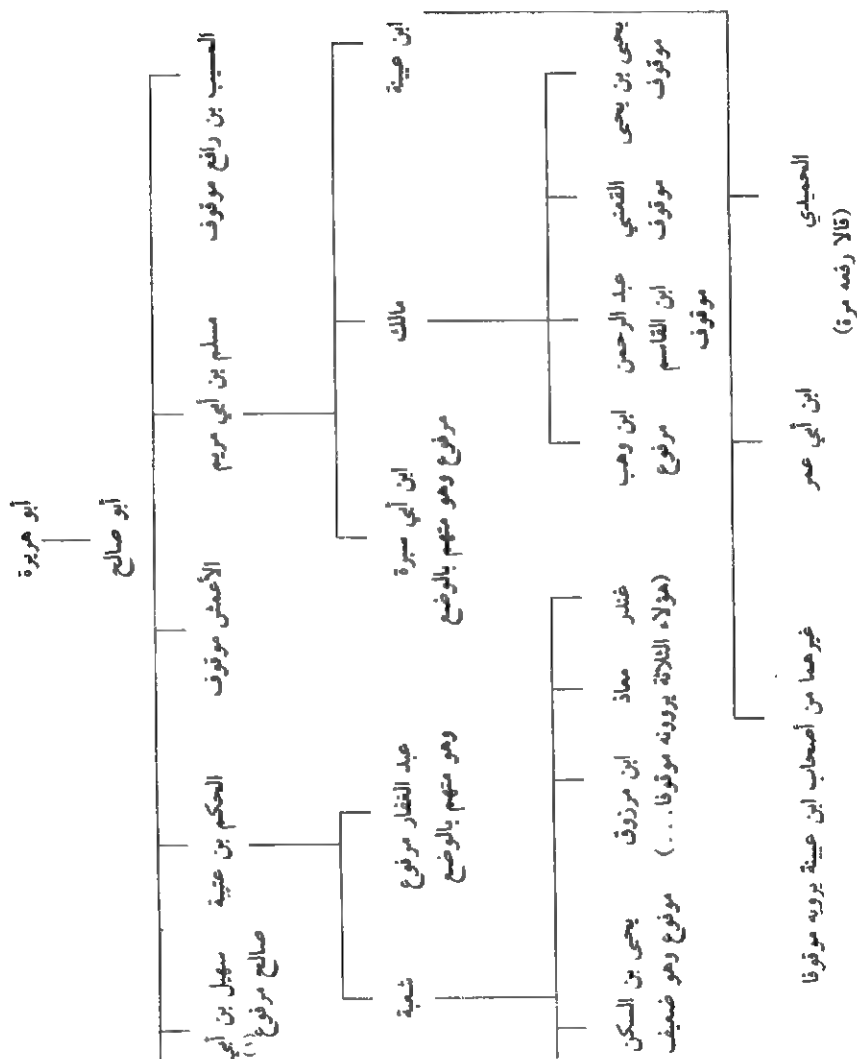 أبو هريرة
أبو صالح
المسيب بن رافع موقوف
مسلم بن أبي مريم
الأعمش موقوف
الحكم بن عتيبة
سهيل بن أبي
صالح مرفوع (١)
ابن عيينة
مالك
ابن أبي سبرة
مرفوع وهو متهم بالوضع
عبد الغفار مرفوع
وهو متهم بالوضع
شعبة
يحيى بن يحيى
موقوف
القعنبي
موقوف
عبد الرحمن
ابن القاسم
موقوف
ابن وهب
مرفوع
غندر
معاذ
ابن مرزوق
(هؤلاء الثلاثة يروونه موقوفا...)
يحيى بن السكن
مرفوع وهو ضعيف
الحميدي
(قالا رفعه مرة)
ابن أبي عمر
غيرهما من أصحاب ابن عيينة يرويه موقوفا